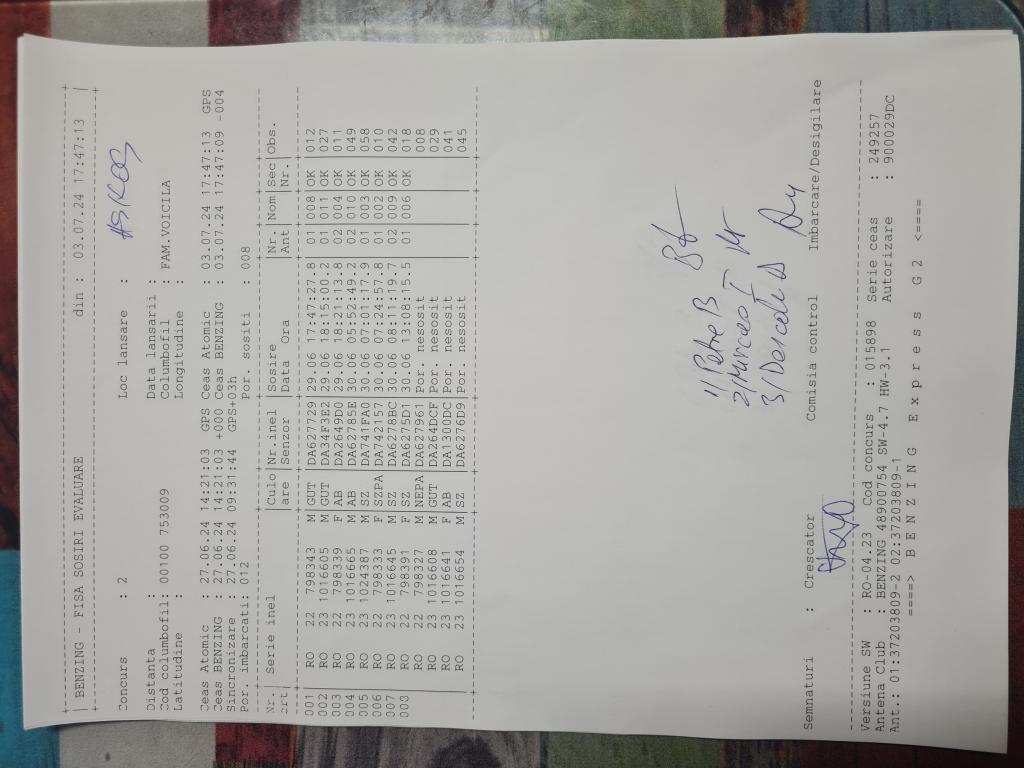 BENZING - FISA SOSIRI EVALUARE din : 03.07.24 17:47:13
Concurs : 2 Loc lansare :
Distanta : Data lansarii :
Cod columbofil: 00100 753009 Columbofil : FAM.VOICILA
Latitudine : Longitudine :
Ceas Atomic : 27.06.24 14:21:03 GPS Ceas Atomic : 03.07.24 17:47:13 GPS
Ceas BENZING : 27.06.24 14:21:03 +000 Ceas BENZING : 03.07.24 17:47:09 -004
Sincronizare : 27.06.24 09:31:44 GPS+03h
Por. imbarcati: 012 Por. sositi : 008
Nr. | Serie inel |Culo|Nr.inel |Sosire |Nr.|Nom|Sec|Obs.
crt| |are |Senzor |Data Ora |Ant| |Nr.|
001 | RO 22 798343 M|GUT |DA627729|29.06 17:47:27.8|01|008|OK |012
002 | RO 23 1016605 M|GUT |DA34F3E2|29.06 18:15:00.2|01|011|OK |027
003 | RO 22 798339 F|AB |DA2649D0|29.06 18:21:13.8|02|004|OK |011
004 | RO 23 1016665 M|AB |DA62785E|30.06 05:52:49.2|02|010|OK |049
005 | RO 23 1024387 M|SZ |DA741FA0|30.06 07:01:17.9|01|003|OK |058
006 | RO 22 798333 F|SZPA|DA742157|30.06 07:24:57.8|01|002|OK |010
007 | RO 23 1016645 M|SZ |DA6278BC|30.06 08:17:19.7|02|009|OK |042
008 | RO 22 798391 F|SZ |DA6275D1|30.06 13:08:15.5|01|006|OK |018
RO 22 798327 M|NEPA|DA627961|Por. nesosit | | | |008
RO 23 1016608 M|GUT |DA264DCF|Por. nesosit | | | |029
RO 23 1016641 F|AB |DA1300DC|Por. nesosit | | | |041
RO 23 1016654 M|SZ |DA6276D9|Por. nesosit | | | |045
1/ Petre B
2/ Mircea
3/
Semnaturi : Crescator Comisia control Imbarcare/Desigilare
Versiune SW : RO-04.23 Cod concurs : 015898 Serie ceas : 249257
Antena Club : BENZING 48900754 SW-4.7 HW-3.1 Autorizare : 900029DC
Ant.: 01:37203809-2 02:37203809-1
====> B E N Z I N G E x p r e s s G 2 <====